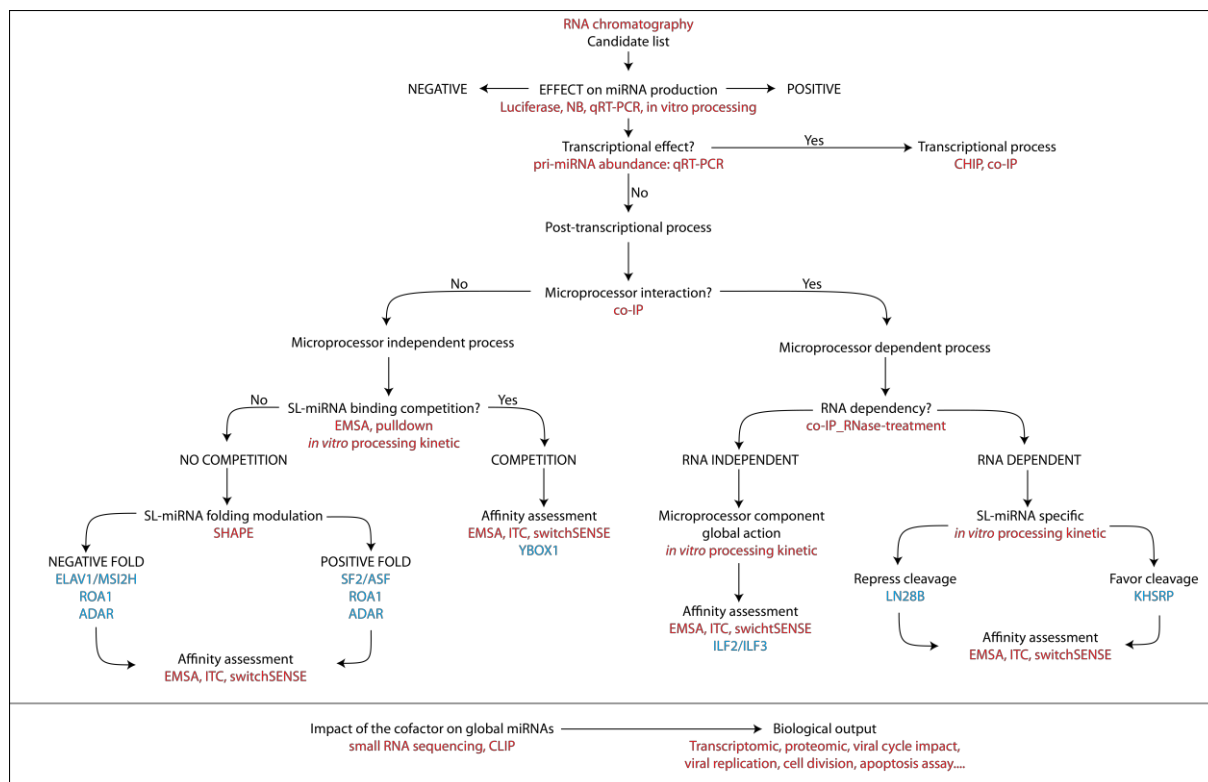 RNA chromatography
Candidate list
NEGATIVE
EFFECT on miRNA production
POSITIVE
Luciferase, NB, qRT-PCR, in vitro processing
Transcriptional effect?
Yes
Transcriptional process
pri-miRNA abundance: qRT-PCR
CHIP, co-IP
No
Post-transcriptional process
No
Microprocessor interaction?
Yes
co-IP
Microprocessor independent process
Microprocessor dependent process
No
SL-miRNA binding competition?
Yes
EMSA, pulldown
in vitro processing kinetic
RNA dependency?
co-IP_RNase-treatment
NO COMPETITION
COMPETITION
RNA INDEPENDENT
RNA DEPENDENT
SL-miRNA folding modulation
SHAPE
Affinity assessment
EMSA, ITC, switchSENSE
YBOX1
Microprocessor component
global action
in vitro processing kinetic
SL-miRNA specific
in vitro processing kinetic
NEGATIVE FOLD
ELAV1/MSI2H
ROA1
ADAR
POSITIVE FOLD
SF2/ASF
ROA1
ADAR
Repress cleavage
LN28B
Favor cleavage
KHSRP
Affinity assessment
EMSA, ITC, switchSENSE
Affinity assessment
EMSA, ITC, swichtSENSE
ILF2/ILF3
Affinity assessment
EMSA, ITC, switchSENSE
Impact of the cofactor on global miRNAs
small RNA sequencing, CLIP
Biological output
Transcriptomic, proteomic, viral cycle impact,
viral replication, cell division, apoptosis assay....